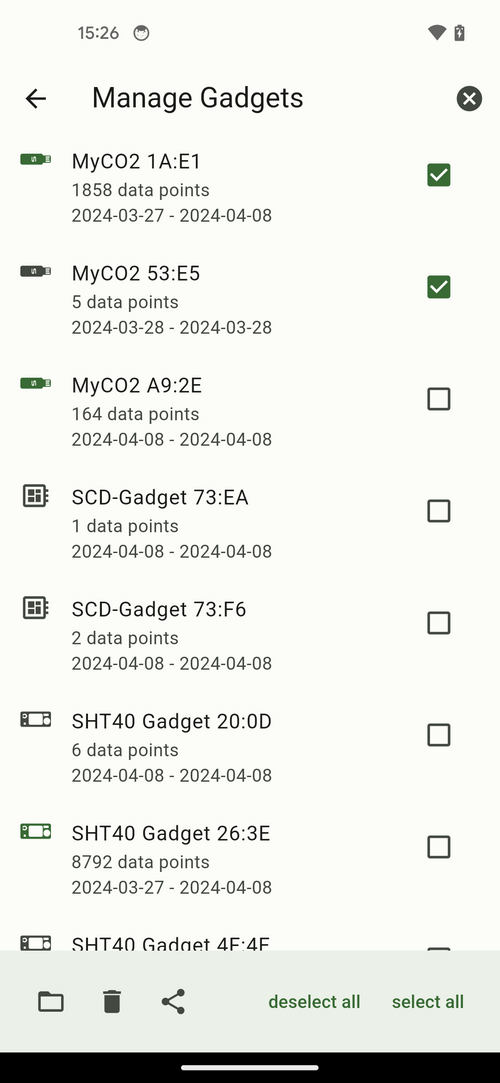 15:26
Manage Gadgets
MyCO2 1A:E1
1858 data points
2024-03-27 - 2024-04-08
MyCO2 53:E5
5 data points
2024-03-28 - 2024-03-28
MyCO2 A9:2E
164 data points
2024-04-08 - 2024-04-08
SCD-Gadget 73:EA
1 data points
2024-04-08 - 2024-04-08
SCD-Gadget 73:F6
2 data points
2024-04-08 - 2024-04-08
SHT40 Gadget 20:0D
6 data points
2024-04-08 - 2024-04-08
SHT40 Gadget 26:3E
8792 data points
2024-03-27 - 2024-04-08
SHT40 Gadget
deselect all select all